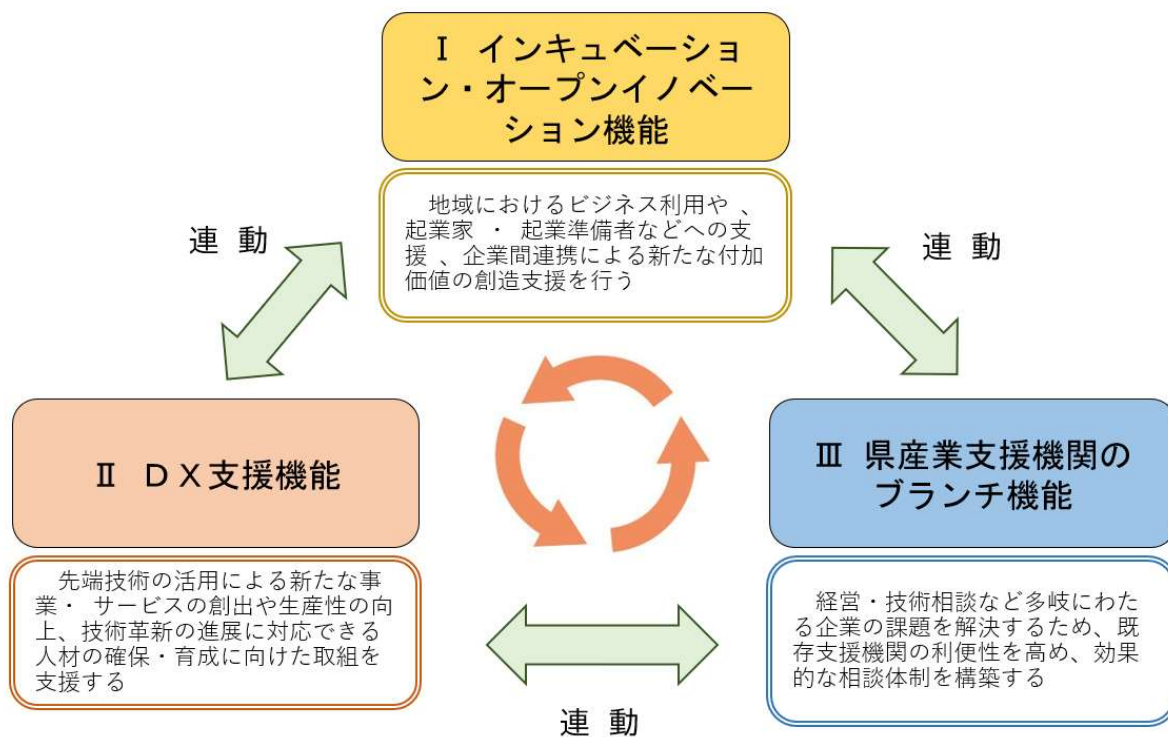 Ⅰ インキュベーショ
ン・オープンイノベー
ション機能
地域におけるビジネス利用や 、
起業家 ・ 起業準備者などへの支
援 、企業間連携による新たな付加
価値の創造支援を行う
連 動
連 動
Ⅱ ＤＸ支援機能
先端技術の活用による新たな事
業・ サービスの創出や生産性の向
上、技術革新の進展に対応できる
人材の確保・育成に向けた取組を
支援する
Ⅲ 県産業支援機関の
ブランチ機能
経営・技術相談など多岐にわた
る企業の課題を解決するため、既
存支援機関の利便性を高め、効果
的な相談体制を構築する
連 動